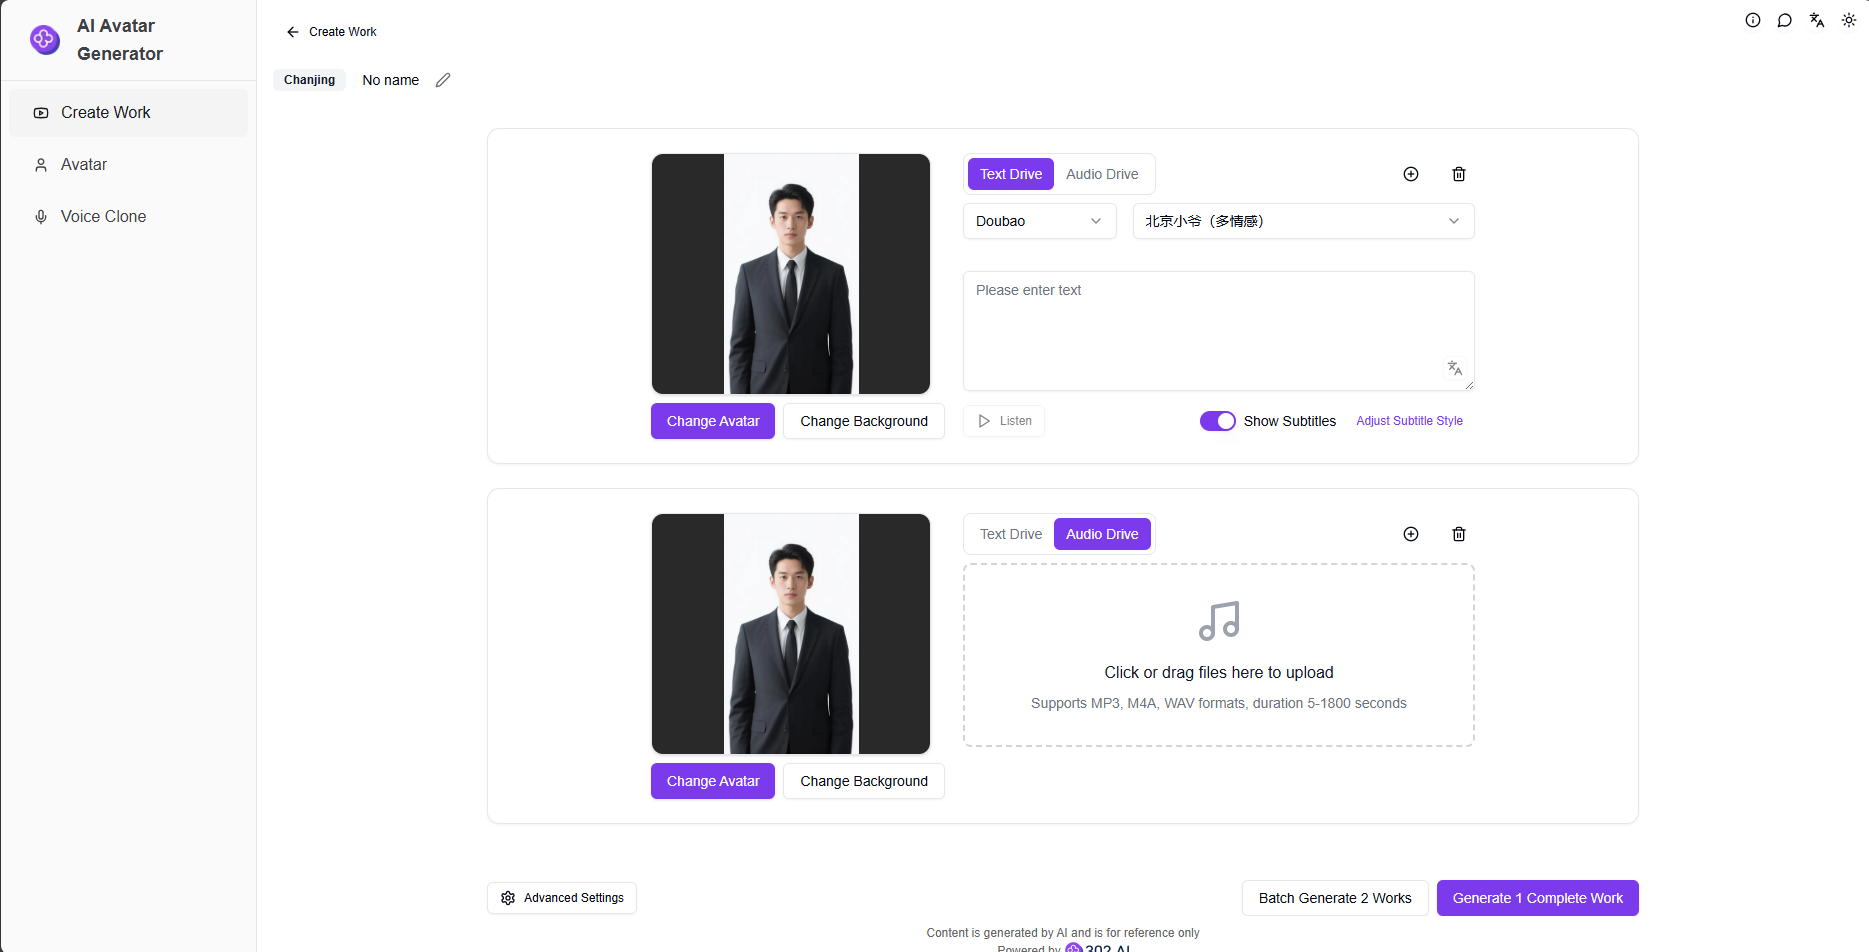 AI Avatar
Generator
Create Work
Avatar
Voice Clone
Create Work
Chanjing
No name
Text Drive
Audio Drive
Doubao
北京小爷（多情感）
Please enter text
Change Avatar
Change Background
Listen
Show Subtitles
Adjust Subtitle Style
Text Drive
Audio Drive
Click or drag files here to upload
Supports MP3, M4A, WAV formats, duration 5-1800 seconds
Change Avatar
Change Background
Advanced Settings
Batch Generate 2 Works
Generate 1 Complete Work
Content is generated by AI and is for reference only
Powered by 302.AI